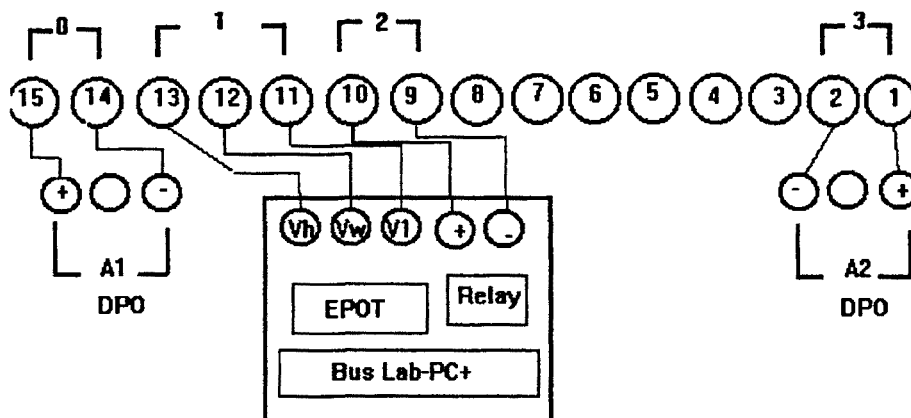 0 1 2 3
15 14 13 12 11 10 9 8 7 6 5 4 3 2 1
+ - - +
Vh Vw V1 + -
A1 A2
DPO DPO
EPOT Relay
Bus Lab-PC+